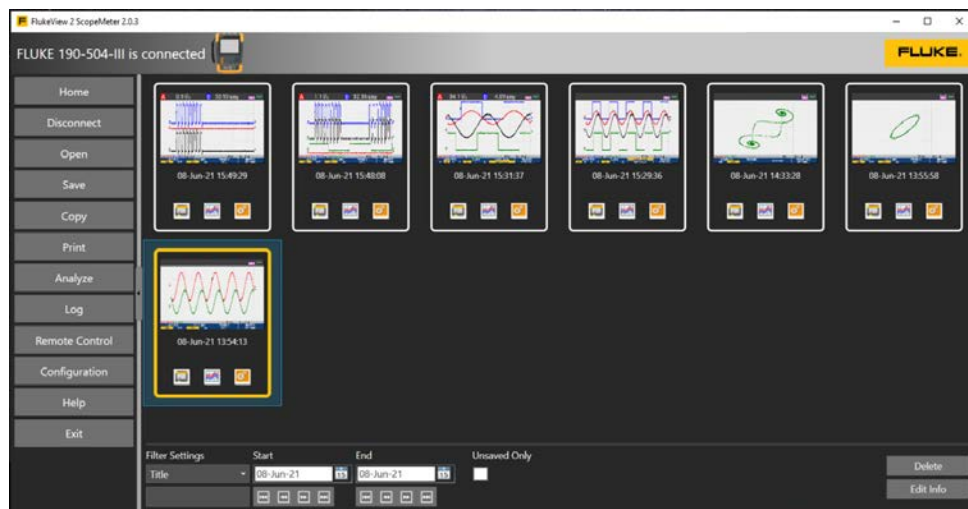 FlukeView 2 ScopeMeter 2.0.3
FLUKE 190-504-III is connected
FLUKE.
Home
Disconnect
Open
Save
Copy
Print
Analyze
Log
Remote Control
Configuration
Help
Exit
08-Jun-21 15:49:29
08-Jun-21 15:48:08
08-Jun-21 15:31:37
08-Jun-21 15:29:36
08-Jun-21 14:33:28
08-Jun-21 13:55:58
08-Jun-21 13:54:13
Filter Settings
Start
End
Unsaved Only
Title
08-Jun-21
15
08-Jun-21
15
Delete
Edit Info